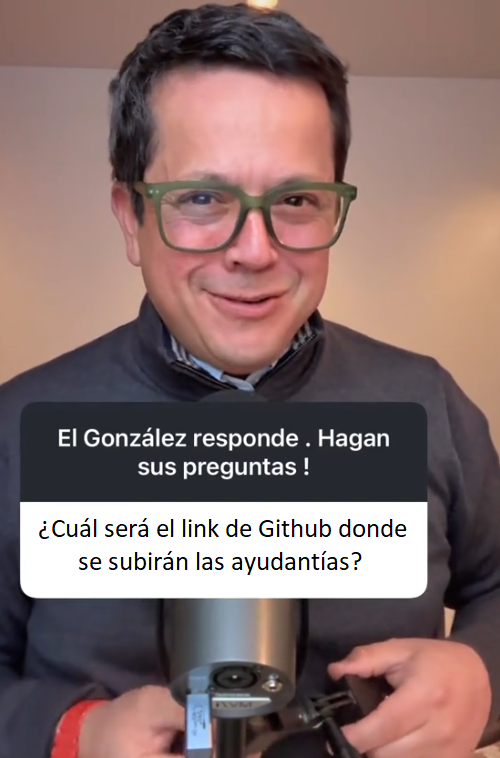 El González responde . Hagan
sus preguntas !
¿Cuál será el link de Github donde
se subirán las ayudantías?